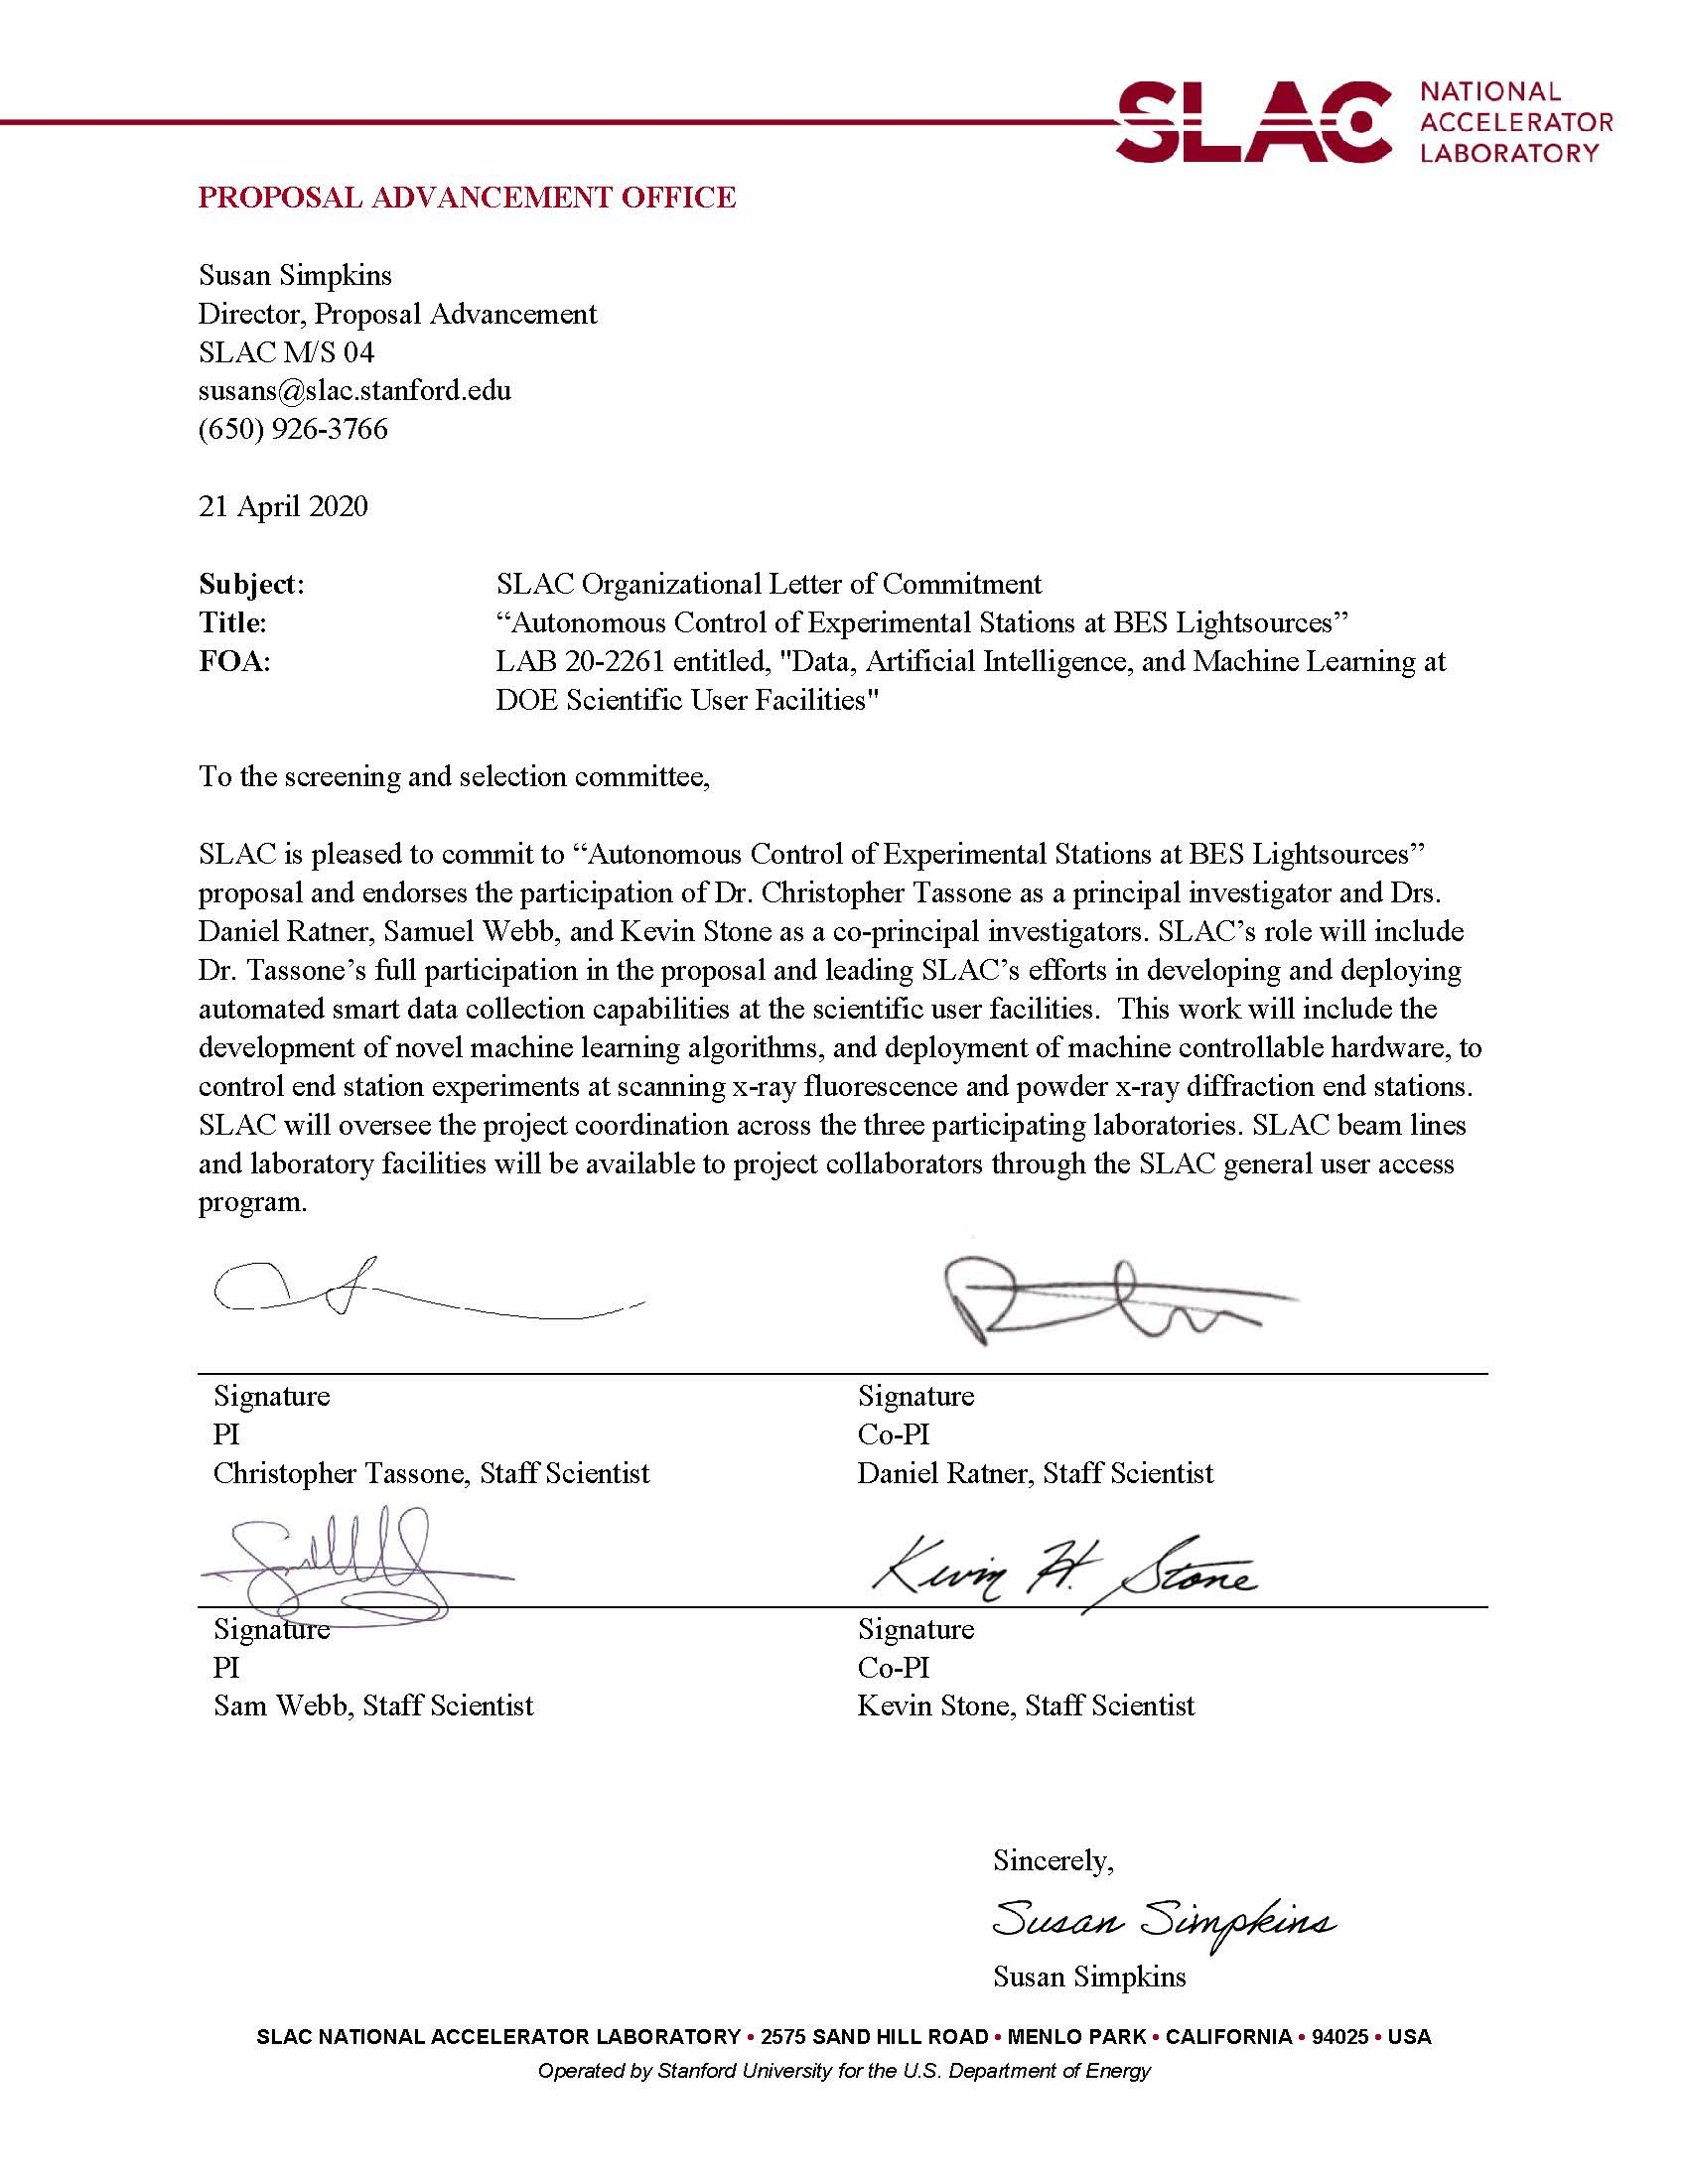 SLAC NATIONAL
ACCELERATOR
LABORATORY
PROPOSAL ADVANCEMENT OFFICE
Susan Simpkins
Director, Proposal Advancement
SLAC M/S 04
susans@slac.stanford.edu
(650) 926-3766
21 April 2020
Subject: SLAC Organizational Letter of Commitment
Title: “Autonomous Control of Experimental Stations at BES Lightsources”
FOA: LAB 20-2261 entitled, "Data, Artificial Intelligence, and Machine Learning at
DOE Scientific User Facilities"
To the screening and selection committee,
SLAC is pleased to commit to “Autonomous Control of Experimental Stations at BES Lightsources”
proposal and endorses the participation of Dr. Christopher Tassone as a principal investigator and Drs.
Daniel Ratner, Samuel Webb, and Kevin Stone as a co-principal investigators. SLAC’s role will include
Dr. Tassone’s full participation in the proposal and leading SLAC’s efforts in developing and deploying
automated smart data collection capabilities at the scientific user facilities.  This work will include the
development of novel machine learning algorithms, and deployment of machine controllable hardware, to
control end station experiments at scanning x-ray fluorescence and powder x-ray diffraction end stations.
SLAC will oversee the project coordination across the three participating laboratories. SLAC beam lines
and laboratory facilities will be available to project collaborators through the SLAC general user access
program.
Signature Signature
PI Co-PI
Christopher Tassone, Staff Scientist Daniel Ratner, Staff Scientist
Kevin H. Stone
Signature Signature
PI Co-PI
Sam Webb, Staff Scientist Kevin Stone, Staff Scientist
Sincerely,
Susan Simpkins
Susan Simpkins
SLAC NATIONAL ACCELERATOR LABORATORY • 2575 SAND HILL ROAD • MENLO PARK • CALIFORNIA • 94025 • USA
Operated by Stanford University for the U.S. Department of Energy